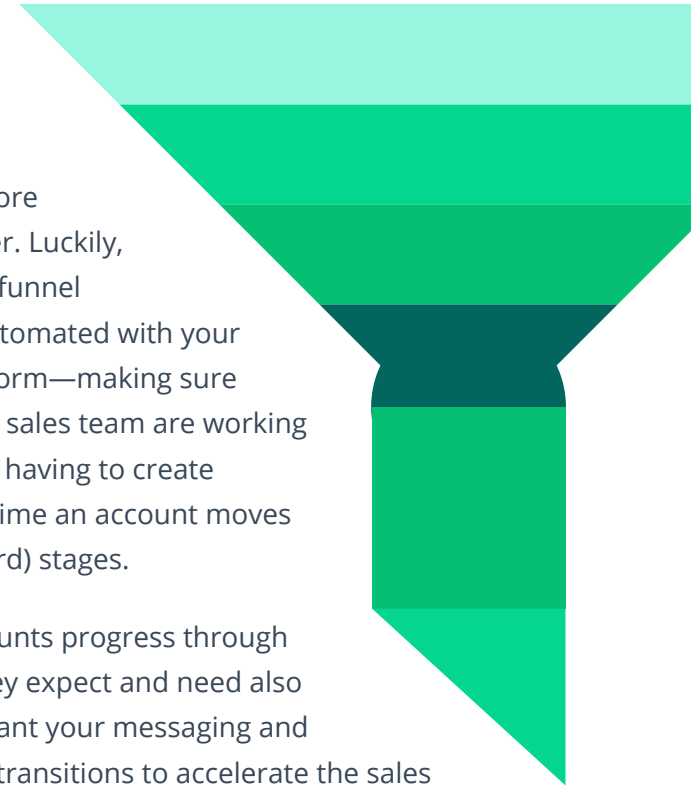 ore
r. Luckily,
funnel
tomated with your
orm—making sure
sales team are working
having to create
ime an account moves
rd) stages.
unts progress through
ey expect and need also
ant your messaging and
transitions to accelerate the sales